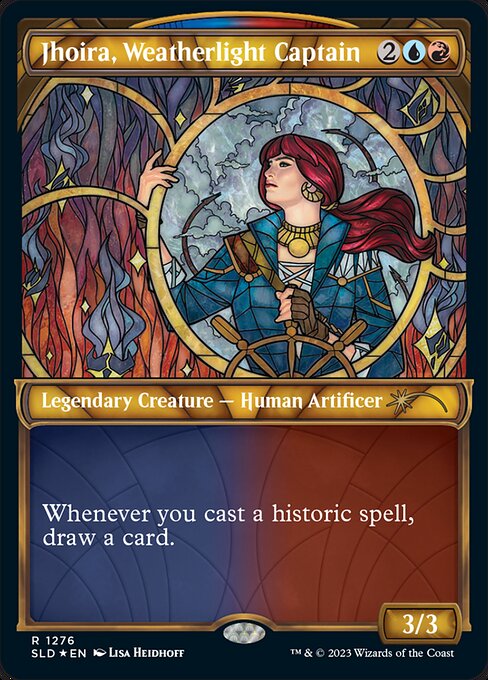 Jhoira, Weatherlight Captain 2
Legendary Creature — Human Artificer
Whenever you cast a historic spell,
draw a card.
3/3
R 1276
SLD ★ EN Lisa Heidhoff
™ & © 2023 Wizards of the Coast